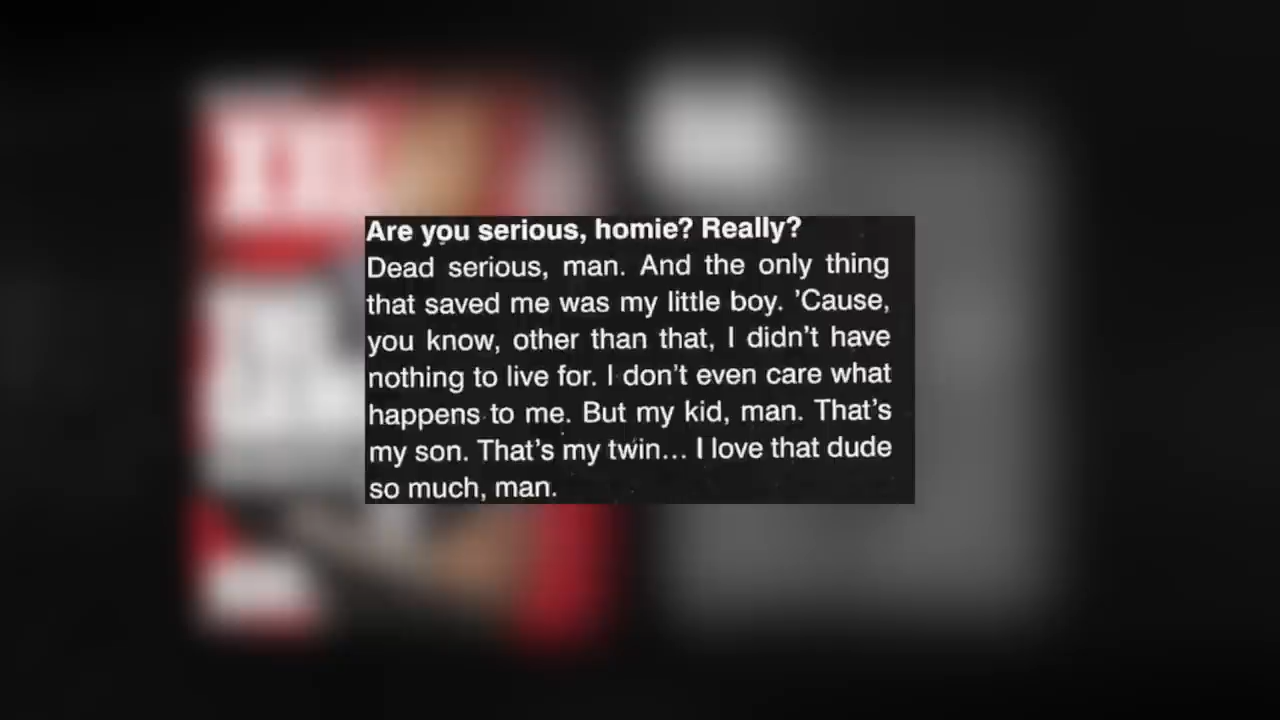 Are you serious, homie? Really?
Dead serious, man. And the only thing
that saved me was my little boy. ’Cause,
you know, other than that, I didn’t have
nothing to live for. I don’t even care what
happens to me. But my kid, man. That’s
my son. That’s my twin… I love that dude
so much, man.